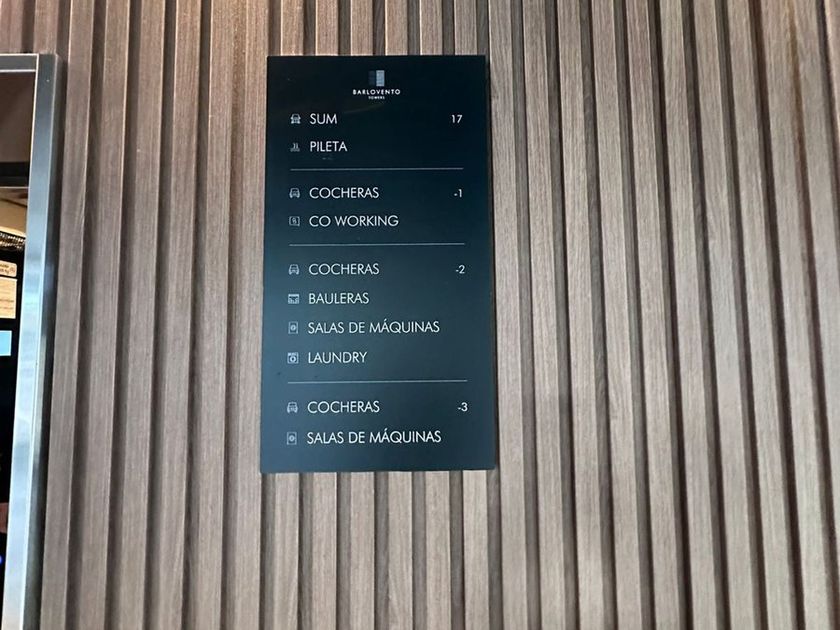 BARLOVENTO
TOWERS
SUM 17
PILETA
COCHERAS -1
CO WORKING
COCHERAS -2
BAULERAS
SALAS DE MÁQUINAS
LAUNDRY
COCHERAS -3
SALAS DE MÁQUINAS